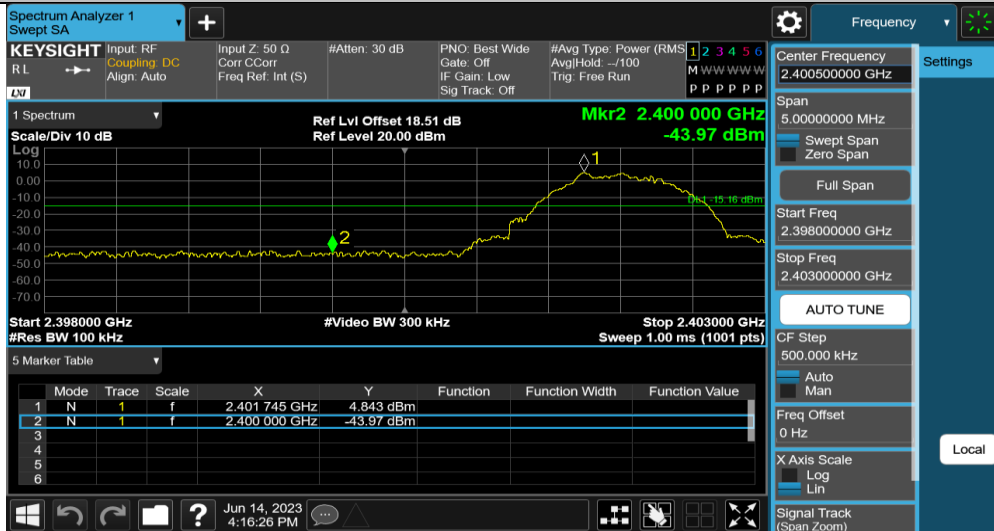 Spectrum Analyzer 1
Swept SA
Frequency
KEYSIGHT
R L
LXI
Input: RF
Coupling: DC
Align: Auto
Input Z: 50 Ω
Corr CCorr
Freq Ref: Int (S)
#Atten: 30 dB
PNO: Best Wide
Gate: Off
IF Gain: Low
Sig Track: Off
#Avg Type: Power (RMS
Avg|Hold: --/100
Trig: Free Run
1 2 3 4 5 6
M W W W W W
P P P P P P
1 Spectrum
Scale/Div 10 dB
Ref Lvl Offset 18.51 dB
Ref Level 20.00 dBm
Mkr2 2.400 000 GHz
-43.97 dBm
Log
10.0
0.00
-10.0
-20.0
-30.0
-40.0
-50.0
-60.0
-70.0
1
2
DL1 -15.16 dBm
Start 2.398000 GHz
#Res BW 100 kHz
#Video BW 300 kHz
Stop 2.403000 GHz
Sweep 1.00 ms (1001 pts)
5 Marker Table
Mode Trace Scale X Y Function Function Width Function Value
1 N 1 f 2.401 745 GHz 4.843 dBm
2 N 1 f 2.400 000 GHz -43.97 dBm
3
4
5
6
?
Jun 14, 2023
4:16:26 PM
Center Frequency
2.400500000 GHz
Span
5.00000000 MHz
Swept Span
Zero Span
Full Span
Start Freq
2.398000000 GHz
Stop Freq
2.403000000 GHz
AUTO TUNE
CF Step
500.000 kHz
Auto
Man
Freq Offset
0 Hz
X Axis Scale
Log
Lin
Signal Track
(Span Zoom)
Settings
Local